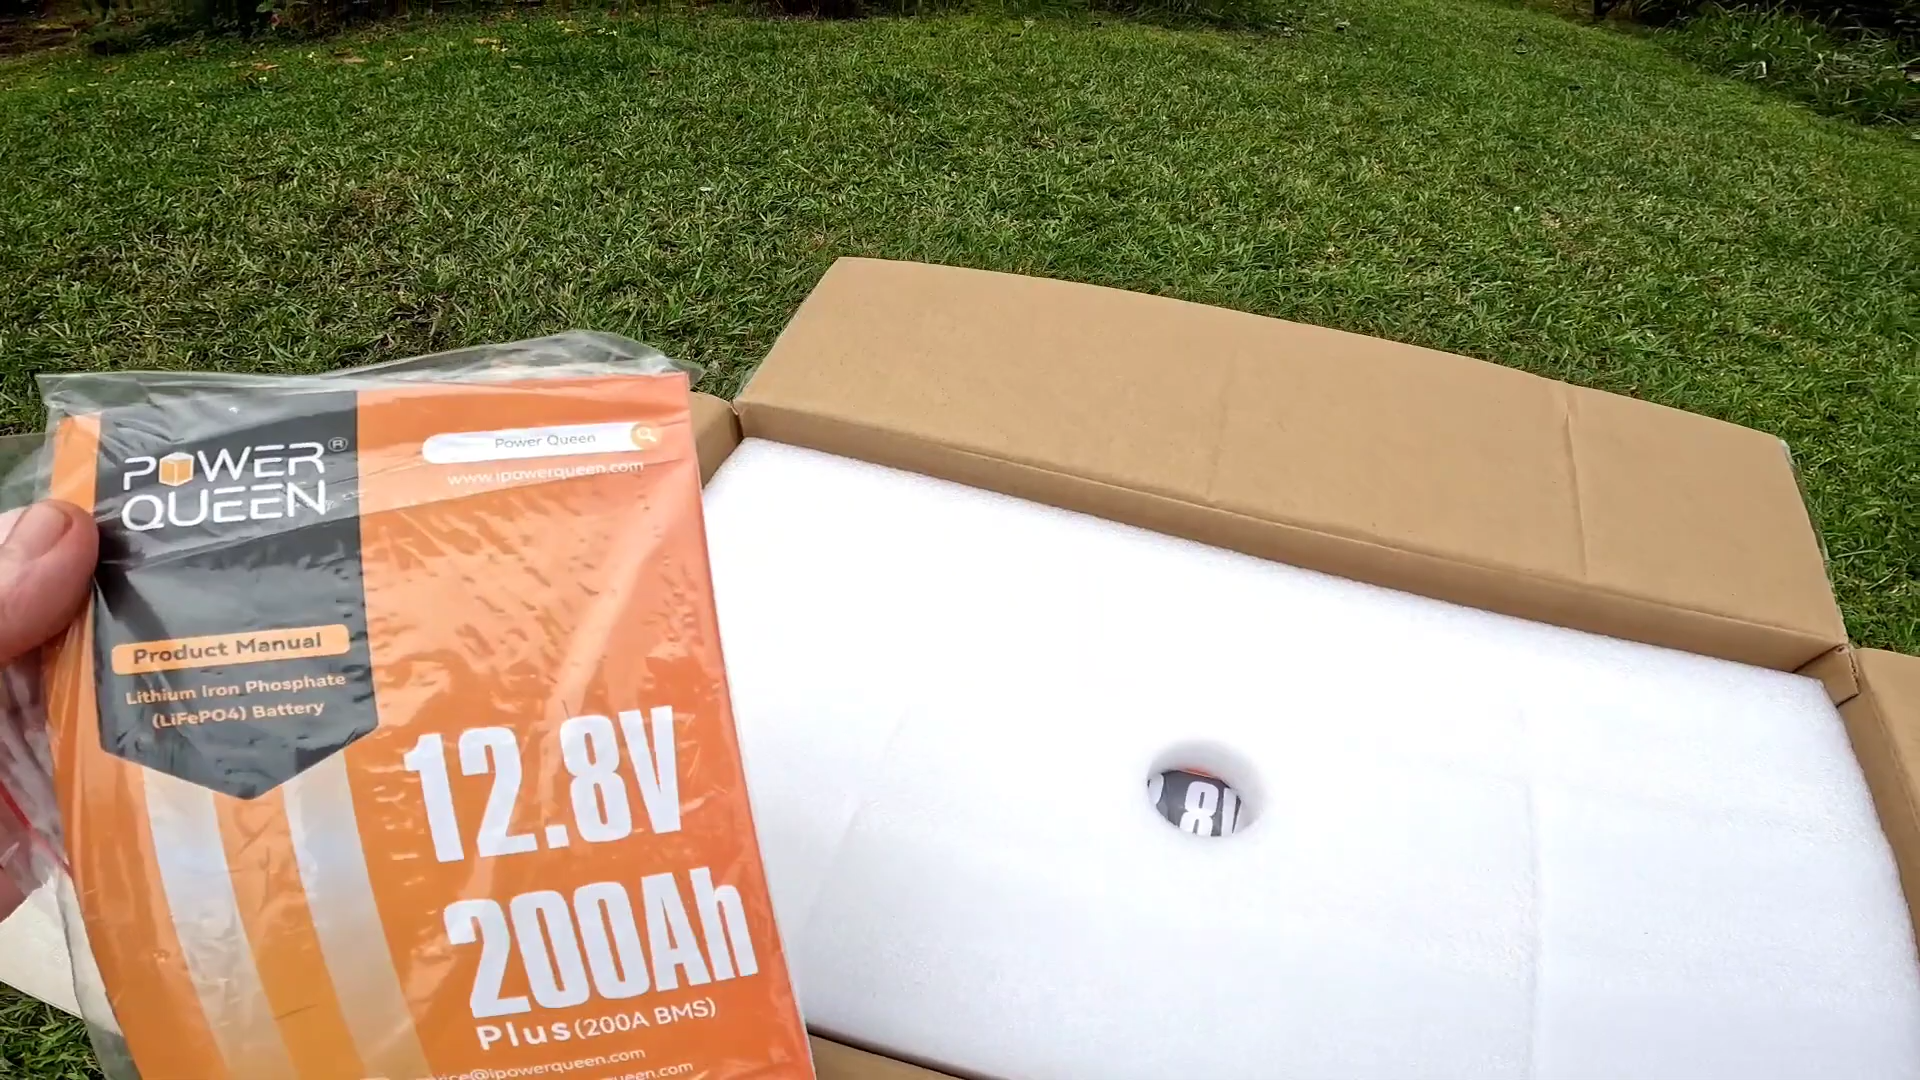 POWER®
QUEEN
Power Queen
www.ipowerqueen.com
Product Manual
Lithium Iron Phosphate
(LiFePO4) Battery
12.8V
200Ah
Plus(200A BMS)
@ipowerqueen.com
8V